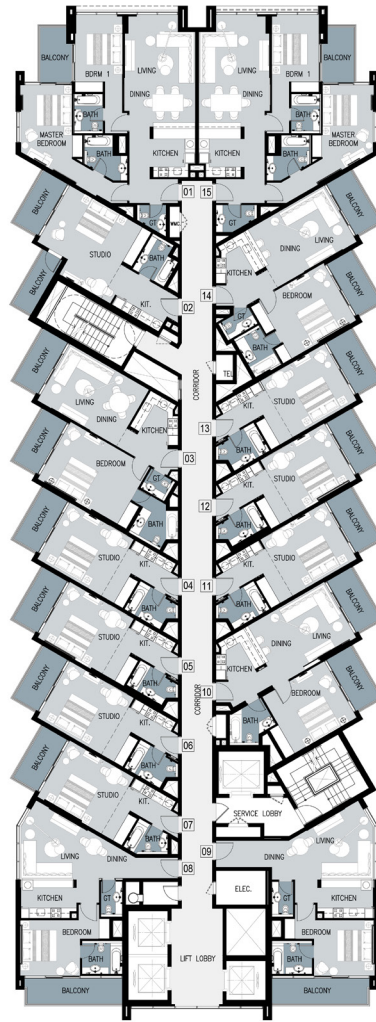 BALCONY
BDRM 1
LIVING
DINING
BATH
MASTER
BEDROOM
BATH
KITCHEN
BALCONY
BDRM 1
LIVING
DINING
BATH
MASTER
BEDROOM
BATH
KITCHEN
01
15
BALCONY
GT
GT
STUDIO
BATH
DINING
LIVING
BALCONY
KITCHEN
BALCONY
KIT.
02
14
BEDROOM
BALCONY
GT
BATH
CORRIDOR
TEL
BALCONY
LIVING
DINING
KITCHEN
KIT.
STUDIO
BALCONY
13
03
BATH
BALCONY
BEDROOM
GT
KIT.
STUDIO
BALCONY
12
BATH
BATH
BALCONY
STUDIO
KIT.
KIT.
STUDIO
BALCONY
04
11
BATH
BATH
BALCONY
STUDIO
KIT.
DINING
LIVING
05
KITCHEN
BATH
BALCONY
STUDIO
KIT.
10
CORRIDOR
BEDROOM
BALCONY
BATH
06
BATH
BALCONY
STUDIO
KIT.
SERVICE LOBBY
07
BATH
LIVING
DINING
09
DINING
LIVING
08
KITCHEN
GT
ELEC.
GT
KITCHEN
BEDROOM
BATH
LIFT LOBBY
BATH
BEDROOM
BALCONY
BALCONY